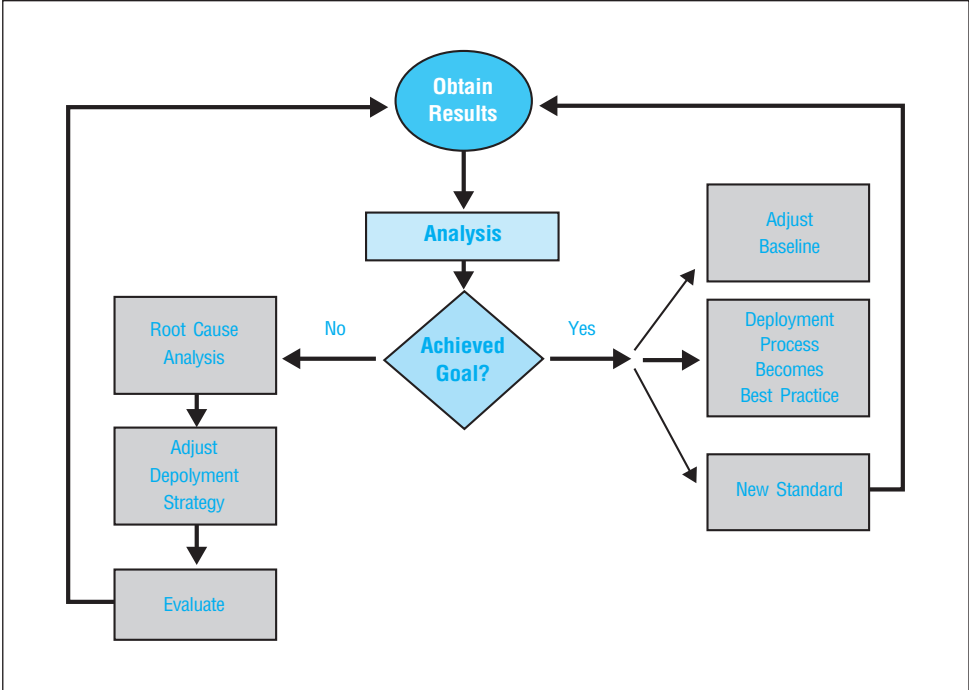 Obtain
Results
Analysis
Achieved
Goal?
No
Root Cause
Analysis
Adjust
Depolyment
Strategy
Evaluate
Yes
Adjust
Baseline
Deployment
Process
Becomes
Best Practice
New Standard